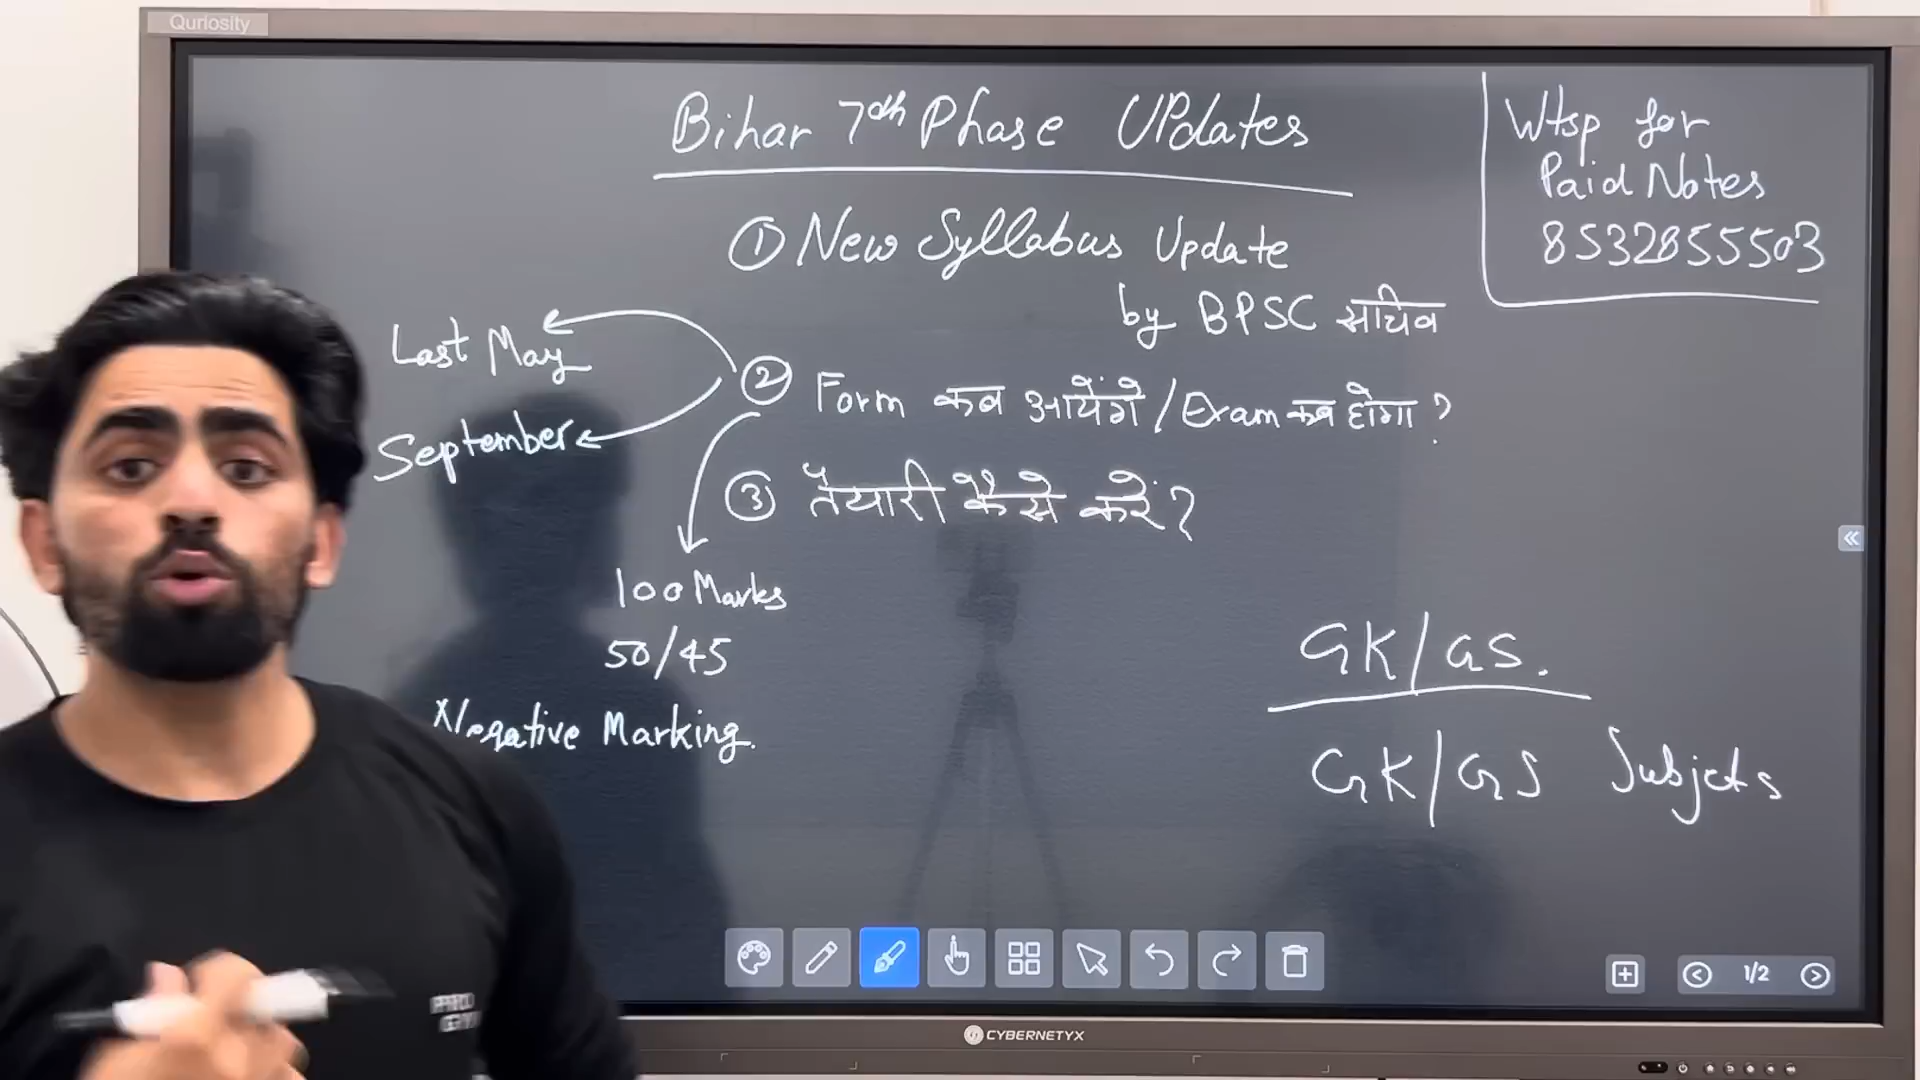 Quriosity
Bihar 7th Phase UPdates
Wtsp for
Paid Notes
8532855503
① New Syllabus Update
by BPSC सचिव
② Form कब आयेंगे / Exam कब होगा ?
Last May
September
③ तैयारी कैसे करें ?
100 Marks
50/45
Negative Marking.
GK/GS.
GK/GS Subjcts
1/2
CYBERNETYX